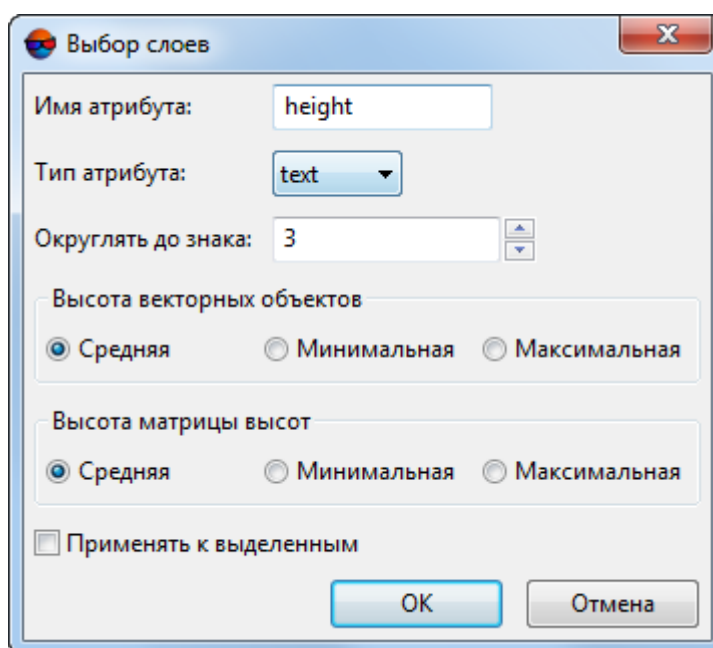 Выбор слоев
Имя атрибута: height
Тип атрибута: text
Округлять до знака: 3
Высота векторных объектов
Средняя Минимальная Максимальная
Высота матрицы высот
Средняя Минимальная Максимальная
Применять к выделенным
ОК Отмена